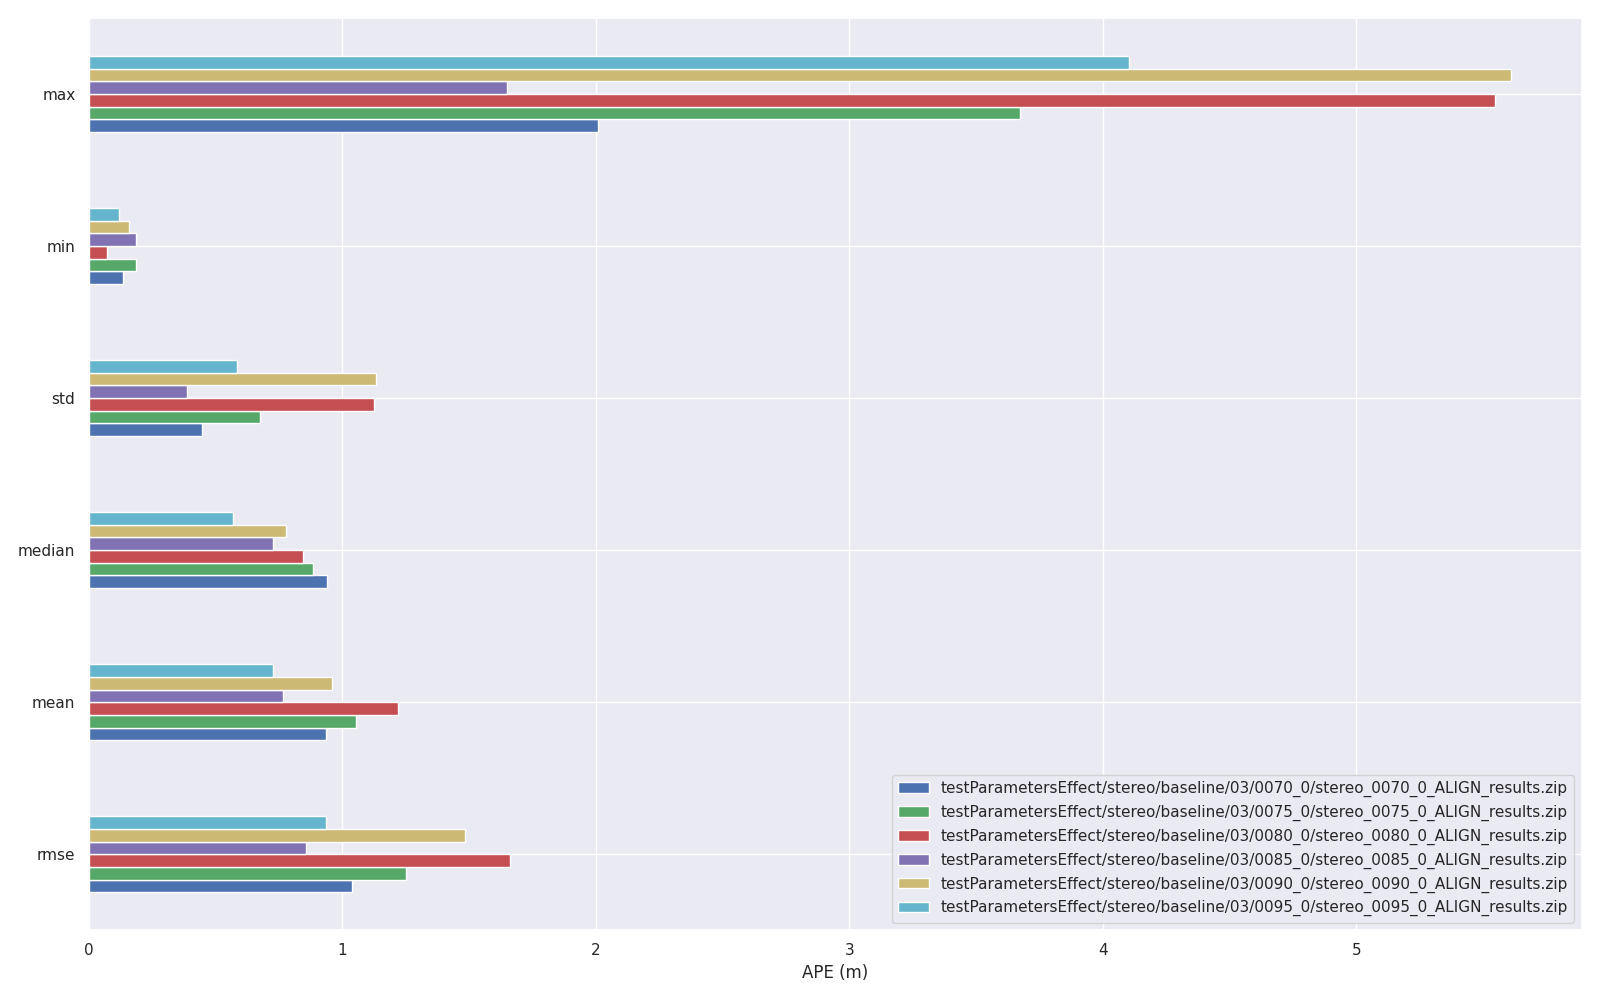 max
min
std
median
mean
rmse
testParametersEffect/stereo/baseline/03/0070_0/stereo_0070_0_ALIGN_results.zip
testParametersEffect/stereo/baseline/03/0075_0/stereo_0075_0_ALIGN_results.zip
testParametersEffect/stereo/baseline/03/0080_0/stereo_0080_0_ALIGN_results.zip
testParametersEffect/stereo/baseline/03/0085_0/stereo_0085_0_ALIGN_results.zip
testParametersEffect/stereo/baseline/03/0090_0/stereo_0090_0_ALIGN_results.zip
testParametersEffect/stereo/baseline/03/0095_0/stereo_0095_0_ALIGN_results.zip
0 1 2 3 4 5
APE (m)